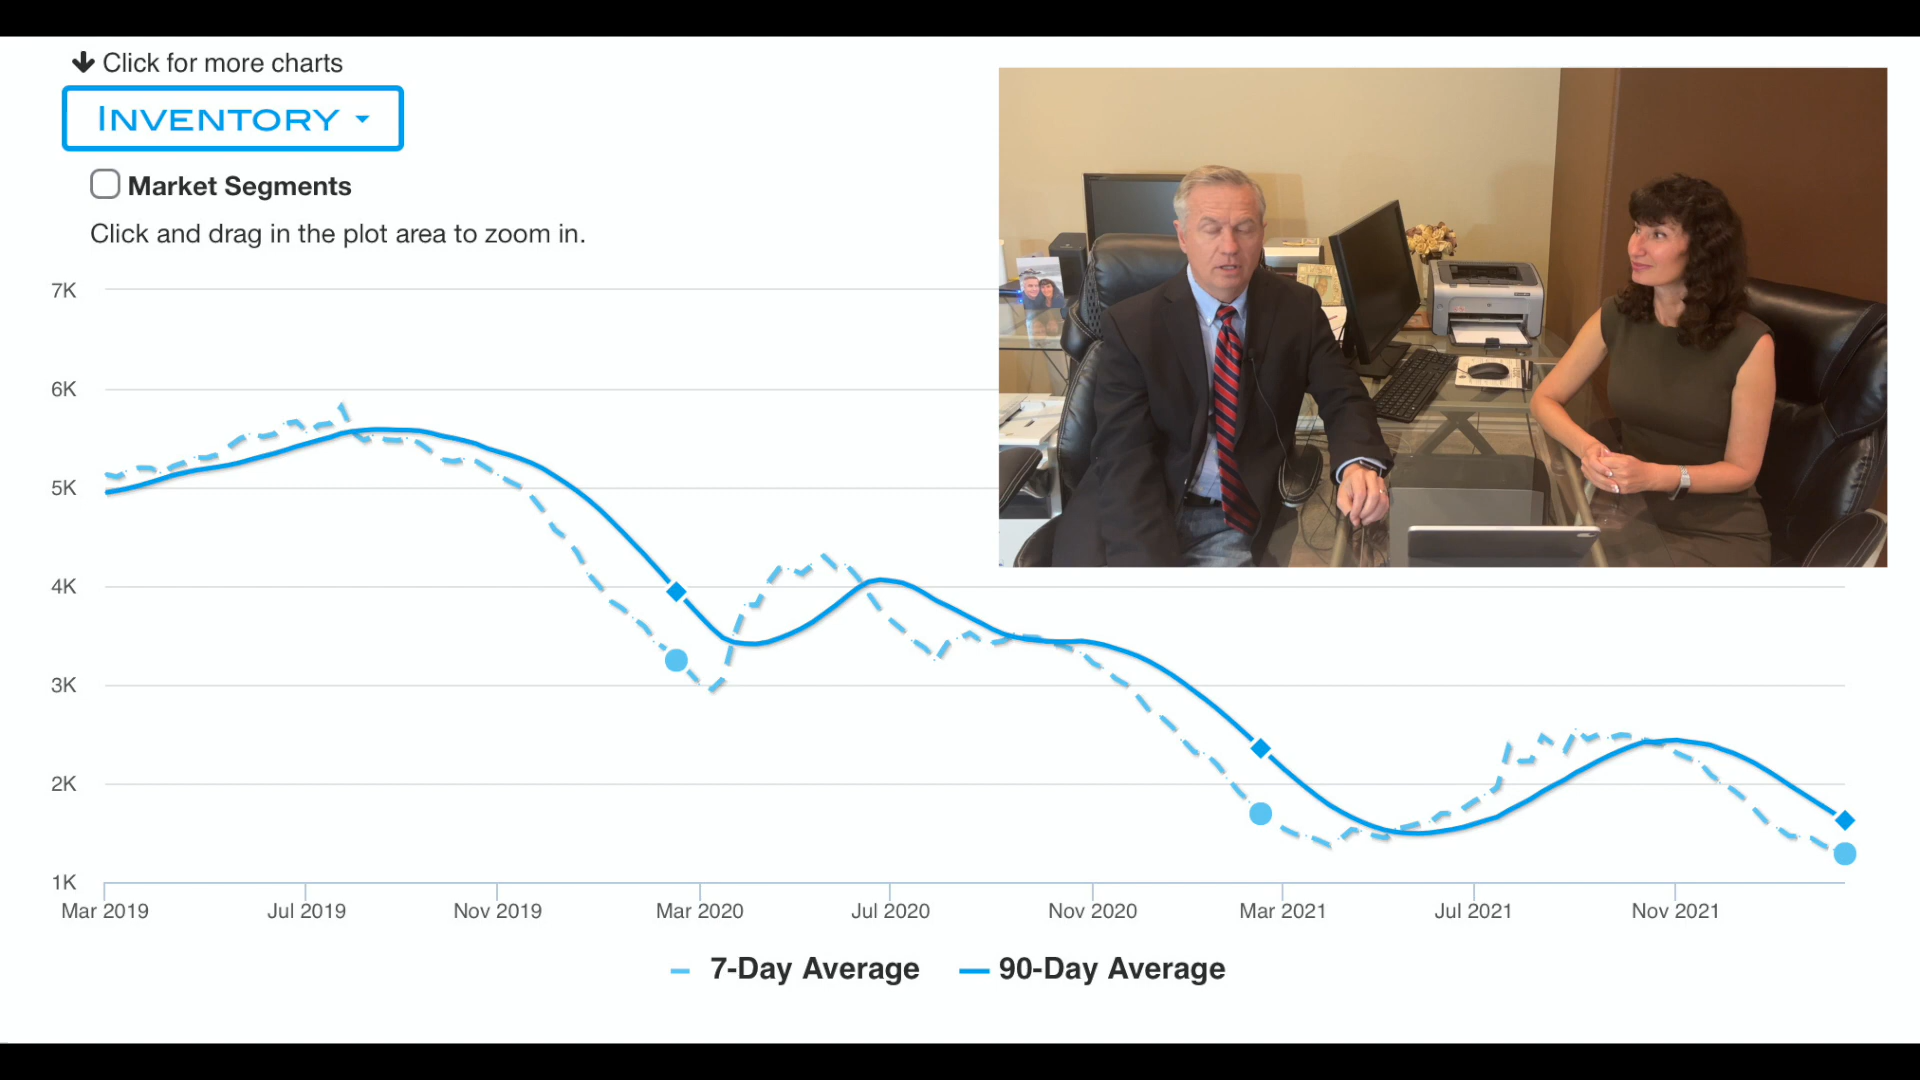 Click for more charts
INVENTORY
Market Segments
Click and drag in the plot area to zoom in.
7K
6K
5K
4K
3K
2K
1K
Mar 2019 Jul 2019 Nov 2019 Mar 2020 Jul 2020 Nov 2020 Mar 2021 Jul 2021 Nov 2021
7-Day Average 90-Day Average